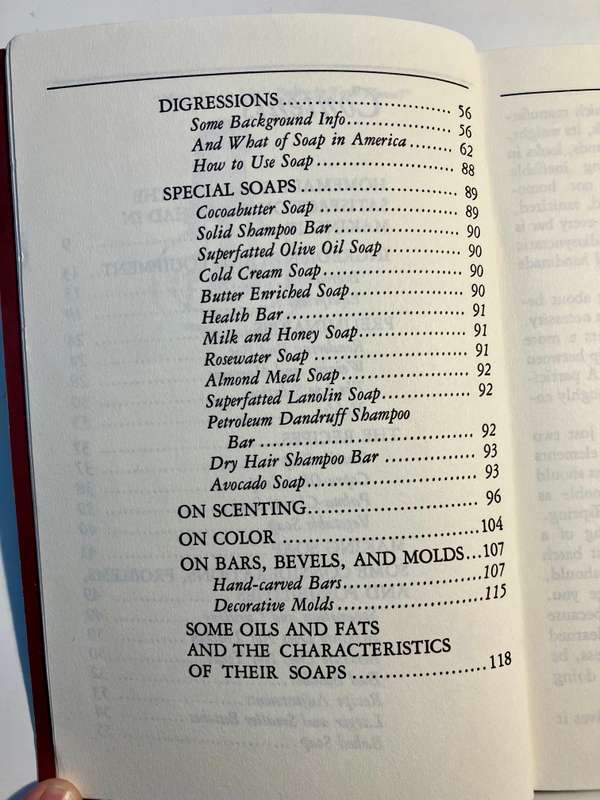 DIGRESSIONS .......................... 56
Some Background Info................ 56
And What of Soap in America....... 62
How to Use Soap ..................... 88
SPECIAL SOAPS ....................... 89
Cocoabutter Soap ..................... 89
Solid Shampoo Bar ................... 90
Superfatted Olive Oil Soap ............ 90
Cold Cream Soap..................... 90
Butter Enriched Soap................. 90
Health Bar ........................... 91
Milk and Honey Soap................ 91
Rosewater Soap ...................... 91
Almond Meal Soap................... 92
Superfatted Lanolin Soap............. 92
Petroleum Dandruff Shampoo
Bar ............................... 92
Dry Hair Shampoo Bar ............. 93
Avocado Soap ........................ 93
ON SCENTING........................ 96
ON COLOR ........................... 104
ON BARS, BEVELS, AND MOLDS...107
Hand-carved Bars.................... 107
Decorative Molds .................... 115
SOME OILS AND FATS
AND THE CHARACTERISTICS
OF THEIR SOAPS ................... 118